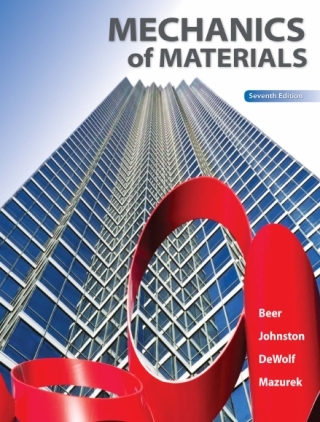 MECHANICS
of MATERIALS
Seventh Edition
Beer
Johnston
DeWolf
Mazurek